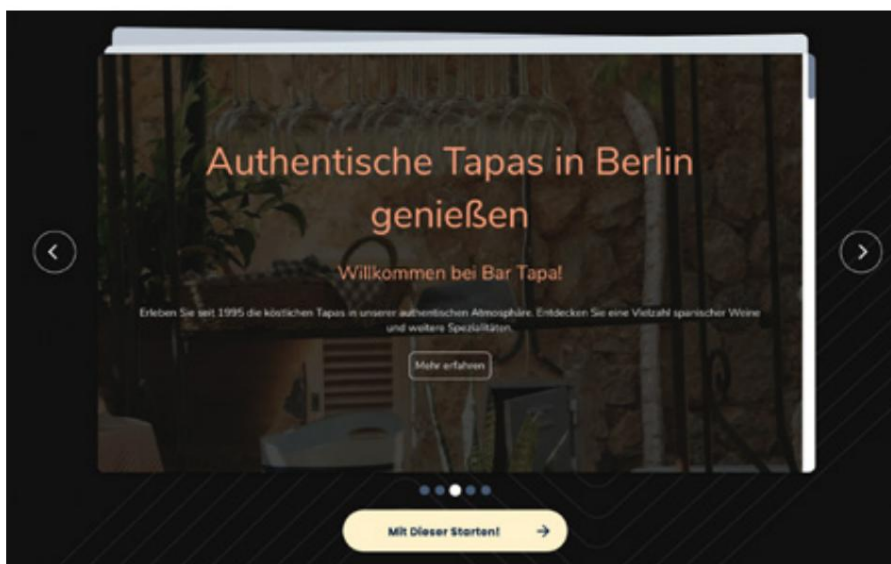 Authentische Tapas in Berlin
genießen
Willkommen bei Bar Tapa!
Erleben Sie seit 1995 die köstlichen Tapas in unserer authentischen Atmosphäre. Entdecken Sie eine Vielzahl spanischer Weine
und weitere Spezialitäten.
Mehr erfahren
Mit Dieser Starten!